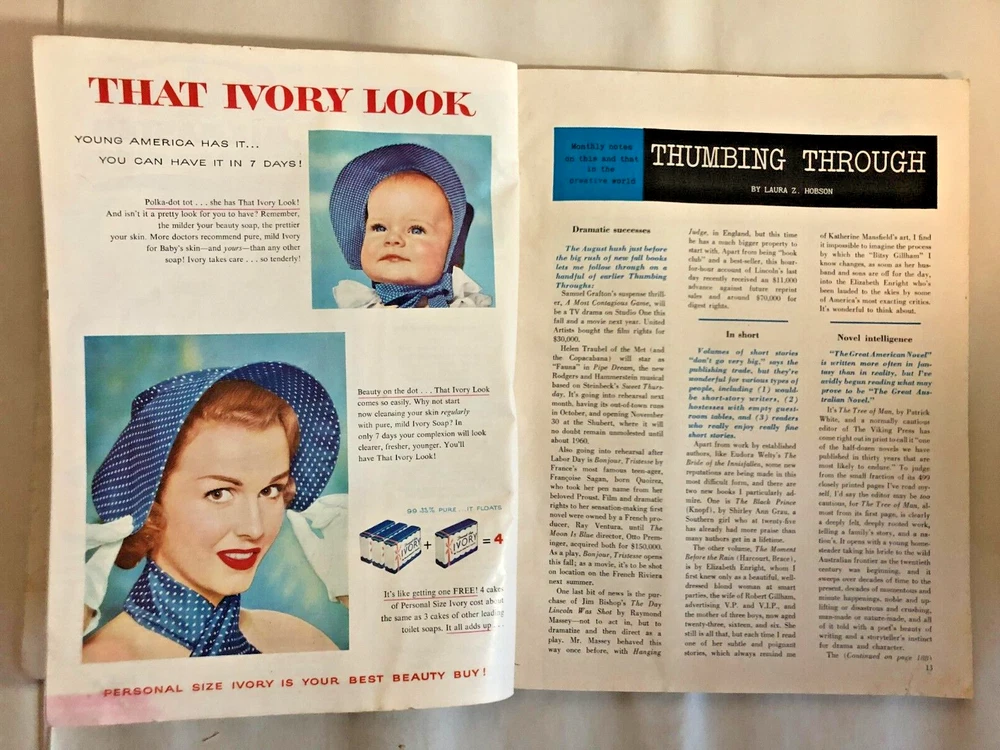 THAT IVORY LOOK
YOUNG AMERICA HAS IT...
YOU CAN HAVE IT IN 7 DAYS!
Polka-dot tot . . . she has That Ivory Look!
And isn't it a pretty look for you to have? Remember,
the milder your beauty soap, the prettier
your skin. More doctors recommend pure, mild Ivory
for Baby's skin—and yours—than any other
soap! Ivory takes care . . . so tenderly!
Beauty on the dot . . . That Ivory Look
comes so easily. Why not start
now cleansing your skin regularly
with pure, mild Ivory Soap? In
only 7 days your complexion will look
clearer, fresher, younger. You'll
have That Ivory Look!
99 44/100% PURE...IT FLOATS
IVORY
+
IVORY
= 4
It's like getting one FREE! 4 cakes
of Personal Size Ivory cost about
the same as 3 cakes of other leading
toilet soaps. It all adds up . . .
PERSONAL SIZE IVORY IS YOUR BEST BEAUTY BUY!
Monthly notes
on this and that
in the
creative world
THUMBING THROUGH
BY LAURA Z. HOBSON
Dramatic successes
The August hush just before
the big rush of new fall books
lets me follow through on a
handful of earlier Thumbing
Throughs:
Samuel Grafton's suspense thrill-
er, A Most Contagious Game, will
be a TV drama on Studio One this
fall and a movie next year. United
Artists bought the film rights for
$30,000.
Helen Traubel of the Met (and
the Copacabana) will star as
"Fauna" in Pipe Dream, the new
Rodgers and Hammerstein musical
based on Steinbeck's Sweet Thurs-
day. It's going into rehearsal next
month, having its out-of-town runs
in October, and opening November
30 at the Shubert, where it will
no doubt remain unmolested until
about 1960.
Also going into rehearsal after
Labor Day is Bonjour, Tristesse by
France's most famous teen-ager,
Françoise Sagan, born Quoirez,
who took her pen name from her
beloved Proust. Film and dramatic
rights to her sensation-making first
novel were owned by a French pro-
ducer, Ray Ventura, until The
Moon Is Blue director, Otto Prem-
inger, acquired both for $150,000.
As a play, Bonjour, Tristesse opens
this fall; as a movie, it's to be shot
on location on the French Riviera
next summer.
One last bit of news is the pur-
chase of Jim Bishop's The Day
Lincoln Was Shot by Raymond
Massey—not to act in, but to
dramatize and then direct as a
play. Mr. Massey behaved this
way once before, with Hanging
Judge, in England, but this time
he has a much bigger property to
start with. Apart from being "book
club" and a best-seller, this hour-
for-hour account of Lincoln's last
day recently received an $11,000
advance against future reprint
sales and around $70,000 for
digest rights.
In short
Volumes of short stories
"don't go very big," says the
publishing trade, but they're
wonderful for various types of
people, including (1) would-
be short-story writers, (2)
hostesses with empty guest-
room tables, and (3) readers
who really enjoy really fine
short stories.
Apart from work by established
authors, like Eudora Welty's The
Bride of the Innisfallen, some new
reputations are being made in this
most difficult form, and there are
two new books I particularly ad-
mire. One is The Black Prince
(Knopf), by Shirley Ann Grau, a
Southern girl who at twenty-five
has already had more praise than
many authors get in a lifetime.
The other volume, The Moment
Before the Rain (Harcourt, Brace),
is by Elizabeth Enright, whom I
first knew only as a beautiful, well-
dressed blond woman at smart
parties, the wife of Robert Gillham,
advertising V.P. and V.I.P., and
the mother of three boys, now aged
twenty-three, sixteen, and six. She
still is all that, but each time I read
one of her subtle and poignant
stories, which always remind me
of Katherine Mansfield's art, I find
it impossible to imagine the process
by which the "Bitsy Gillham" I
know changes, as soon as her hus-
band and sons are off for the day,
into the Elizabeth Enright who's
been lauded to the skies by some
of America's most exacting critics.
It's wonderful to think about.
Novel intelligence
"The Great American Novel"
is written more often in fan-
tasy than in reality, but I've
avidly begun reading what may
prove to be "The Great Aus-
tralian Novel."
It's The Tree of Man, by Patrick
White, and a normally cautious
editor of The Viking Press has
come right out in print to call it "one
of the half-dozen novels we have
published in thirty years that are
most likely to endure." To judge
from the small fraction of its 499
closely printed pages I've read my-
self, I'd say the editor may be too
cautious, for The Tree of Man, al-
most from its first page, is clearly
a deeply felt, deeply rooted work,
telling a family's story, and a na-
tion's. It opens with a young home-
steader taking his bride to the wild
Australian frontier as the twentieth
century was beginning, and it
sweeps over decades of time to the
present, decades of momentous and
minute happenings, noble and up-
lifting or disastrous and crushing,
man-made or nature-made, and all
of it told with a poet's beauty of
writing and a storyteller's instinct
for drama and character.
The (Continued on page 100)
13